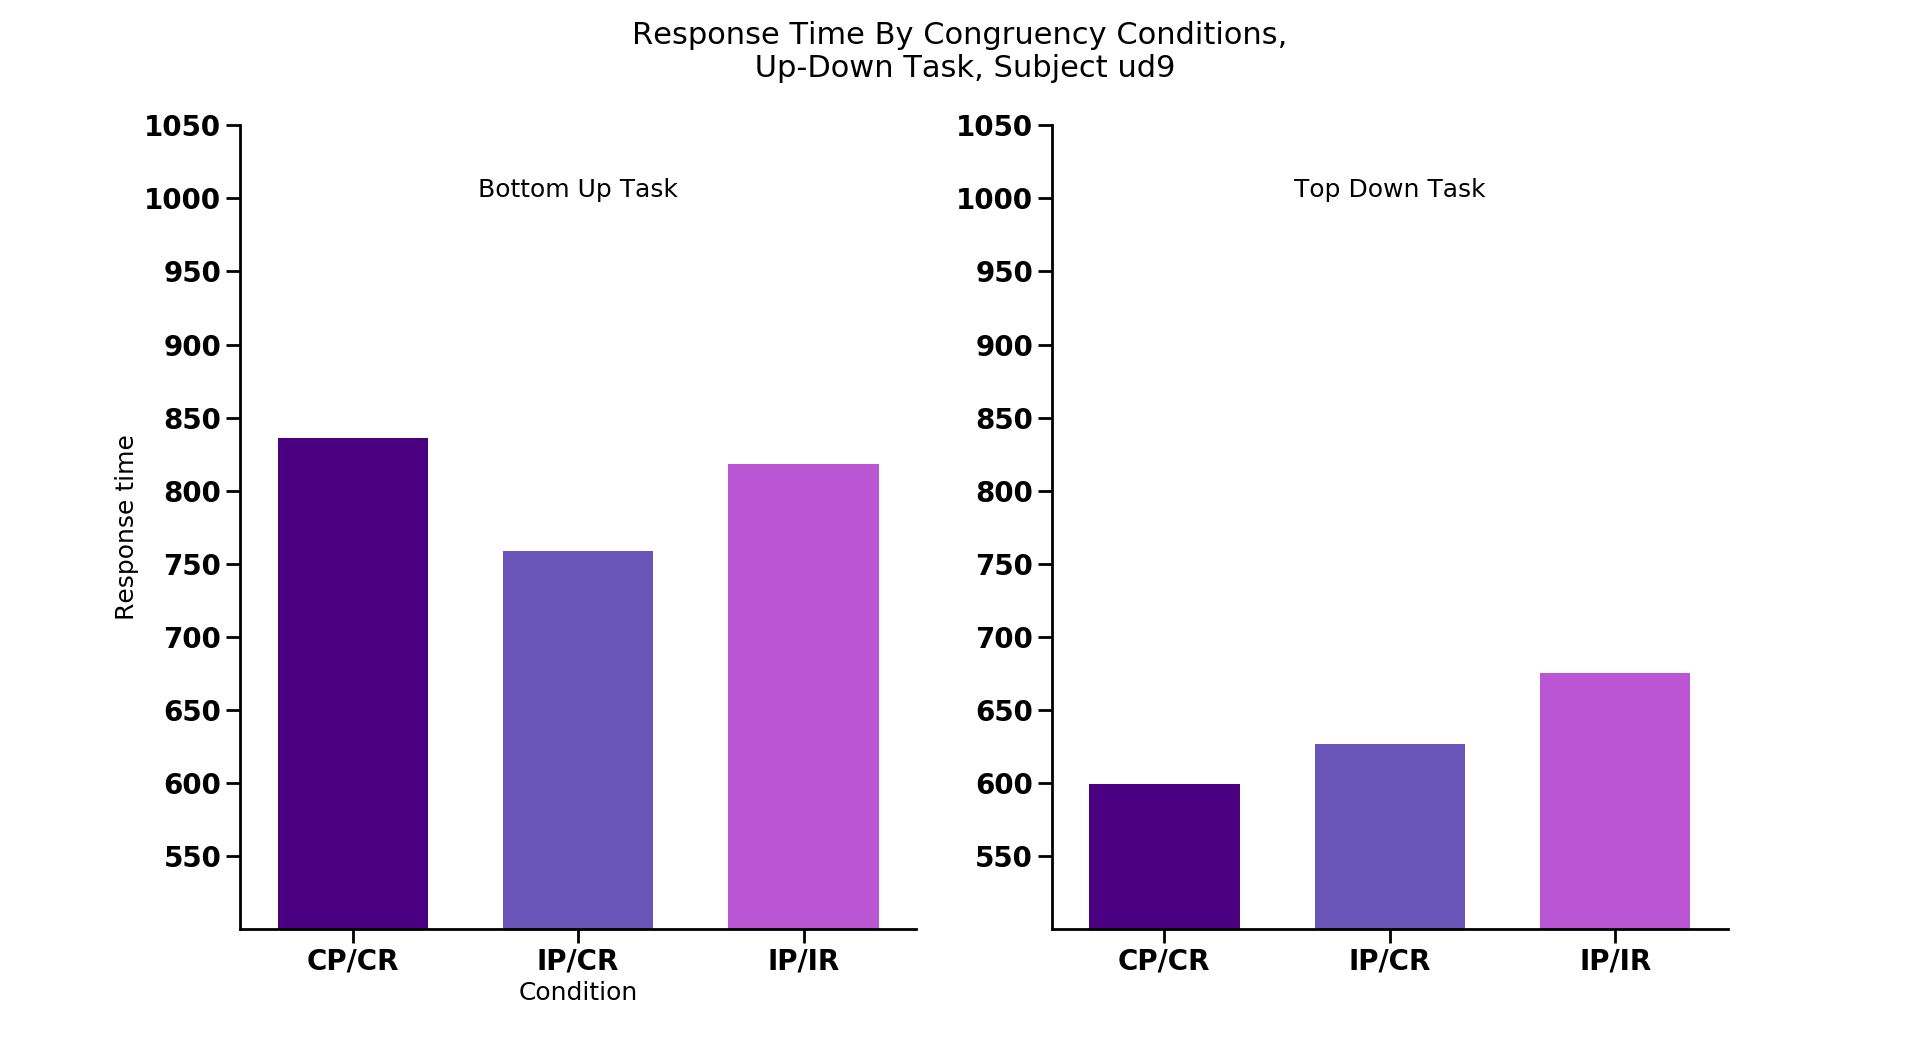 Response Time By Congruency Conditions,
Up-Down Task, Subject ud9
Bottom Up Task
1050
1000
950
900
850
800
750
700
650
600
550
Response time
CP/CR
IP/CR
IP/IR
Condition
Top Down Task
1050
1000
950
900
850
800
750
700
650
600
550
CP/CR
IP/CR
IP/IR